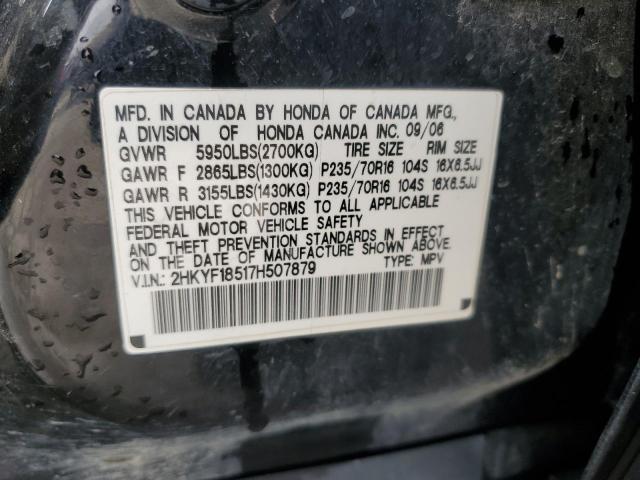 MFD. IN CANADA BY HONDA OF CANADA MFG.,
A DIVISION OF HONDA CANADA INC. 09/06
GVWR 5950LBS(2700KG) TIRE SIZE RIM SIZE
GAWR F 2865LBS(1300KG) P235/70R16 104S 16X6.5JJ
GAWR R 3155LBS(1430KG) P235/70R16 104S 16X6.5JJ
THIS VEHICLE CONFORMS TO ALL APPLICABLE
FEDERAL MOTOR VEHICLE SAFETY
AND THEFT PREVENTION STANDARDS IN EFFECT
ON THE DATE OF MANUFACTURE SHOWN ABOVE.
V.I.N.: 2HKYF18517H507879 TYPE: MPV